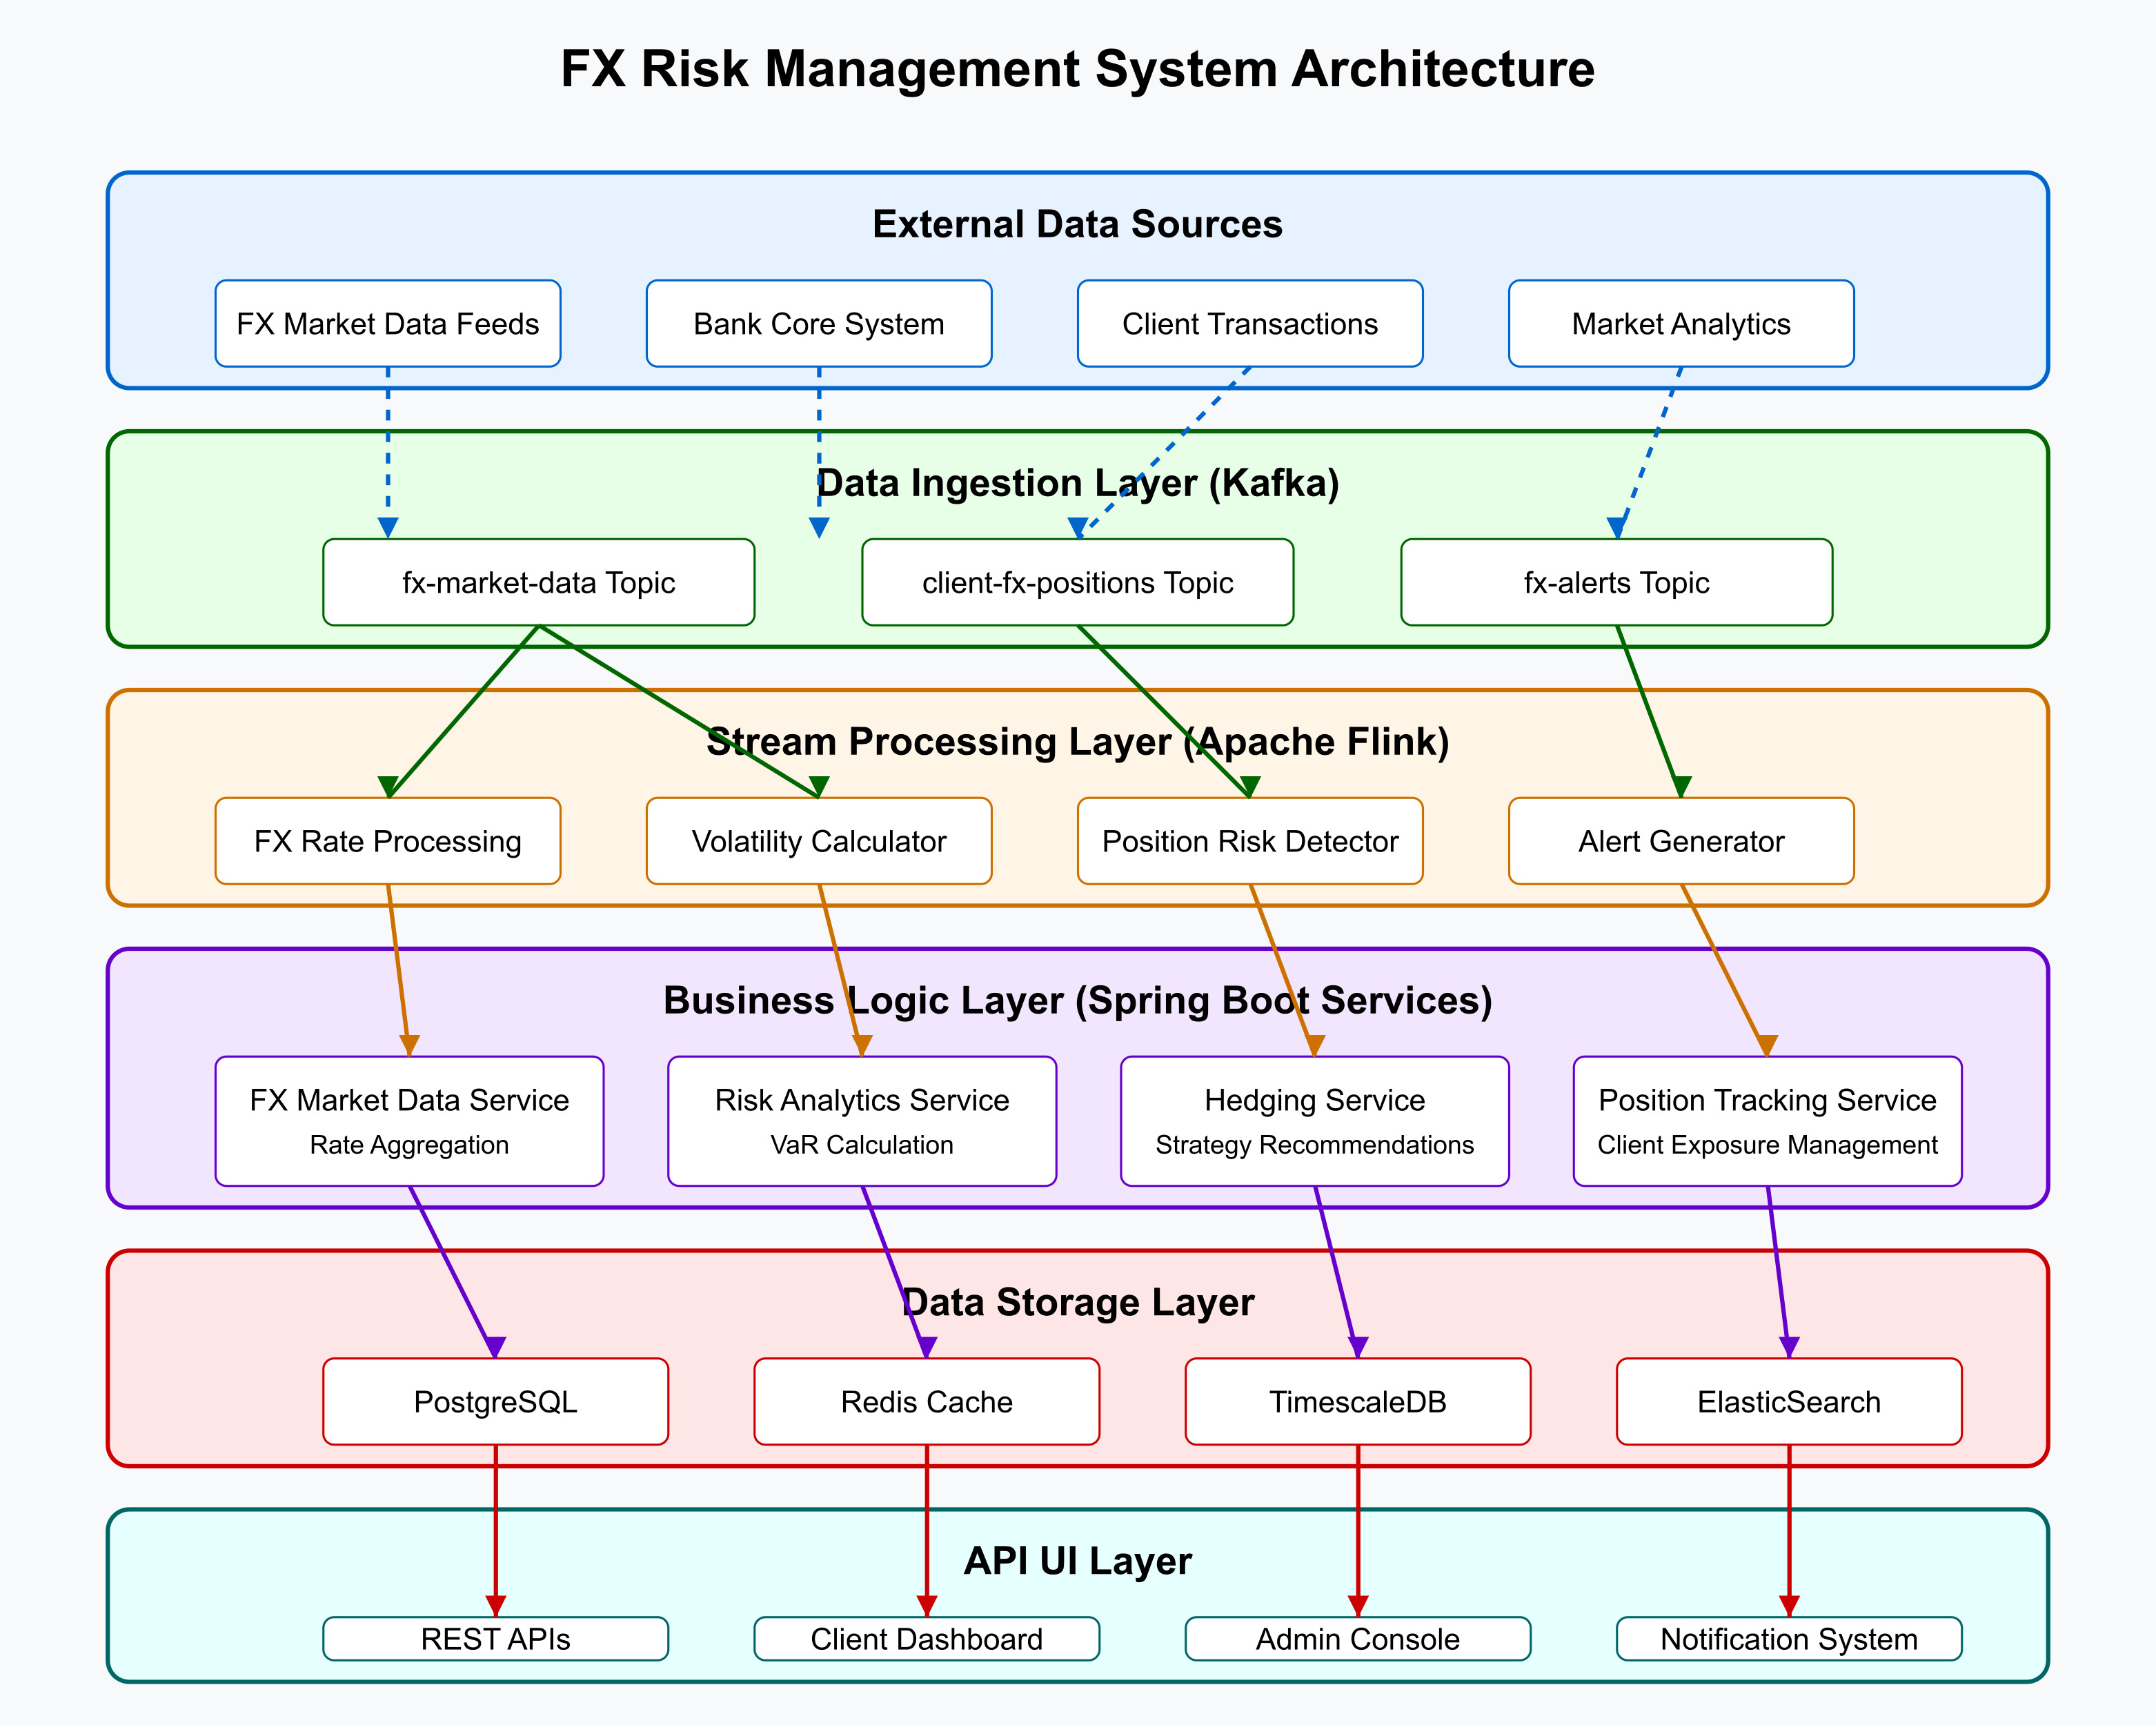 FX Risk Management System Architecture
External Data Sources
FX Market Data Feeds
Bank Core System
Client Transactions
Market Analytics
Data Ingestion Layer (Kafka)
fx-market-data Topic
client-fx-positions Topic
fx-alerts Topic
Stream Processing Layer (Apache Flink)
FX Rate Processing
Volatility Calculator
Position Risk Detector
Alert Generator
Business Logic Layer (Spring Boot Services)
FX Market Data Service
Rate Aggregation
Risk Analytics Service
VaR Calculation
Hedging Service
Strategy Recommendations
Position Tracking Service
Client Exposure Management
Data Storage Layer
PostgreSQL
Redis Cache
TimescaleDB
ElasticSearch
API UI Layer
REST APIs
Client Dashboard
Admin Console
Notification System